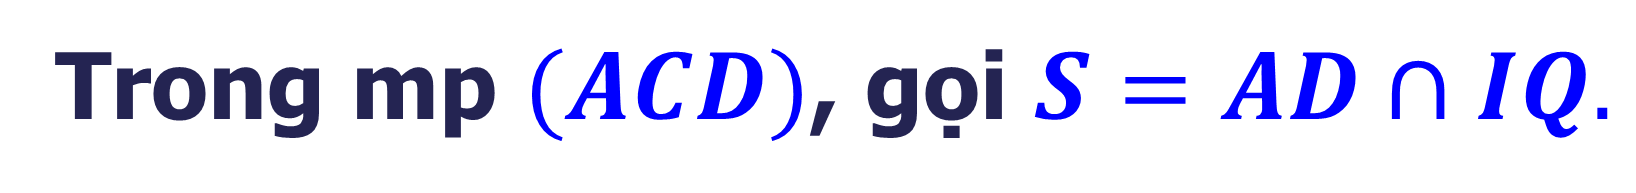 Trong mp (ACD), gọi S = AD ∩ IQ.